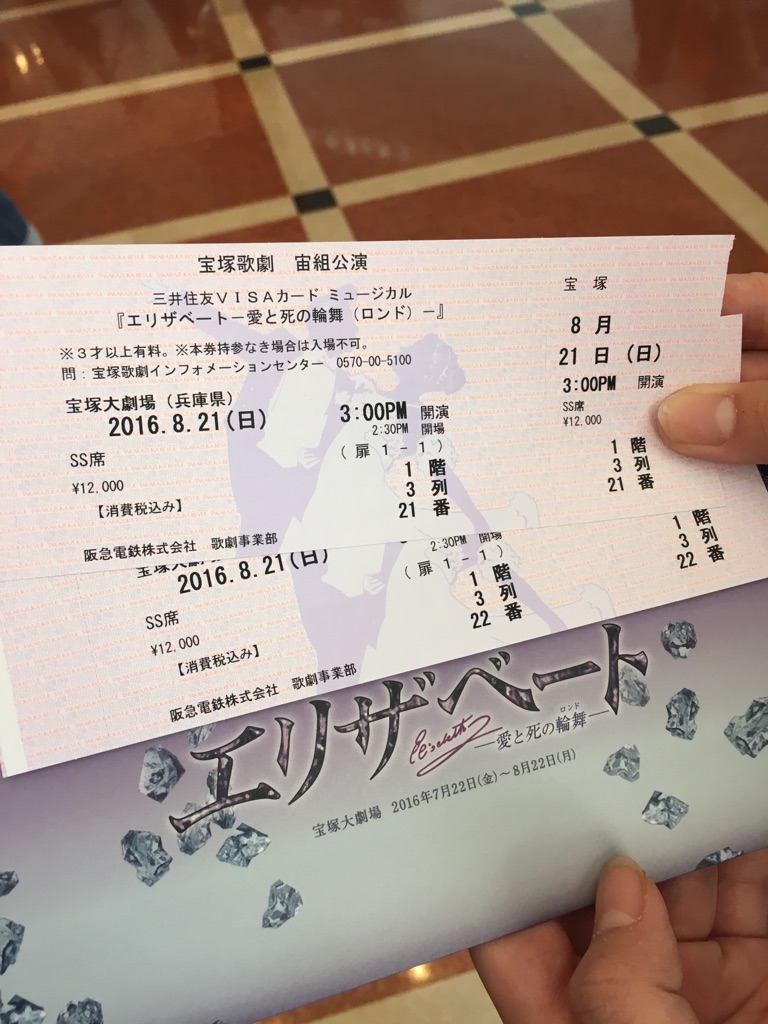 宝塚歌劇 宙組公演
三井住友VISAカード ミュージカル
『エリザベート－愛と死の輪舞（ロンド）－』
※3才以上有料。※本券持参なき場合は入場不可。
問：宝塚歌劇インフォメーションセンター 0570-00-5100
宝塚大劇場（兵庫県）
2016.8.21(日) 3:00PM 開演
2:30PM 開場
SS席 （扉1－1）
¥12,000 1階
【消費税込み】 3列
21番
阪急電鉄株式会社 歌劇事業部
宝塚
8月
21日（日）
3:00PM 開演
SS席
¥12,000
1階
3列
21番
2016.8.21(日) 2:30PM 開場
SS席 （扉1－1）
¥12,000 1階
【消費税込み】 3列
22番
阪急電鉄株式会社 歌劇事業部
1階
3列
22番
エリザベート
Elisabeth
ロンド
―愛と死の輪舞―
宝塚大劇場 2016年7月22日(金)～8月22日(月)